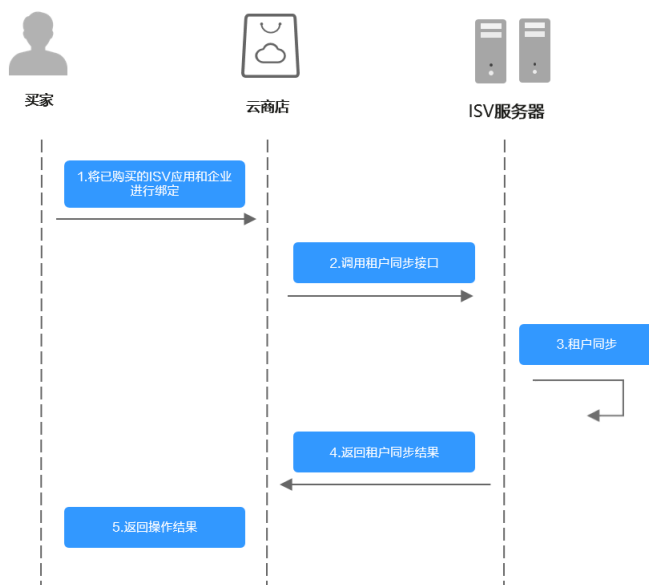 买家
云商店
ISV服务器
1.将已购买的ISV应用和企业
进行绑定
2.调用租户同步接口
3.租户同步
4.返回租户同步结果
5.返回操作结果